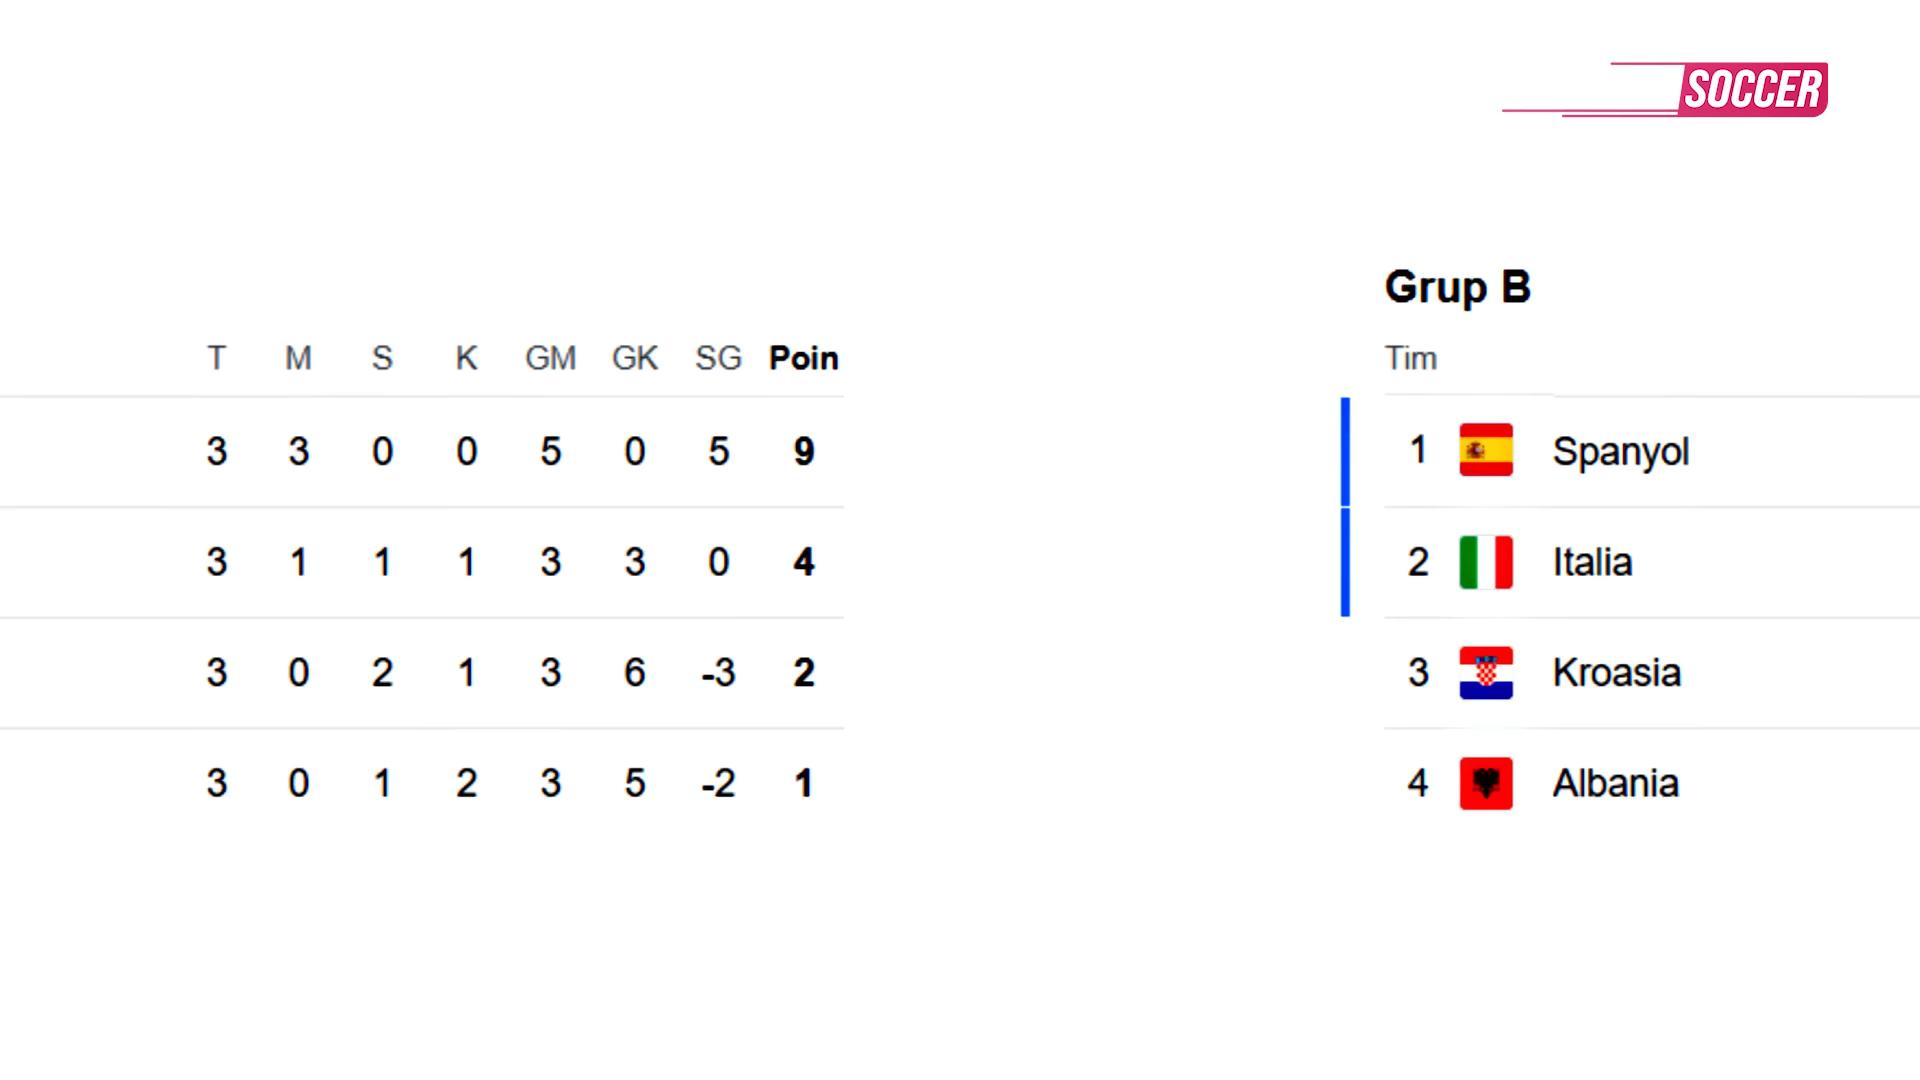 SOCCER
Grup B
T M S K GM GK SG Poin
Tim
3 3 0 0 5 0 5 9
1 Spanyol
3 1 1 1 3 3 0 4
2 Italia
3 0 2 1 3 6 -3 2
3 Kroasia
3 0 1 2 3 5 -2 1
4 Albania